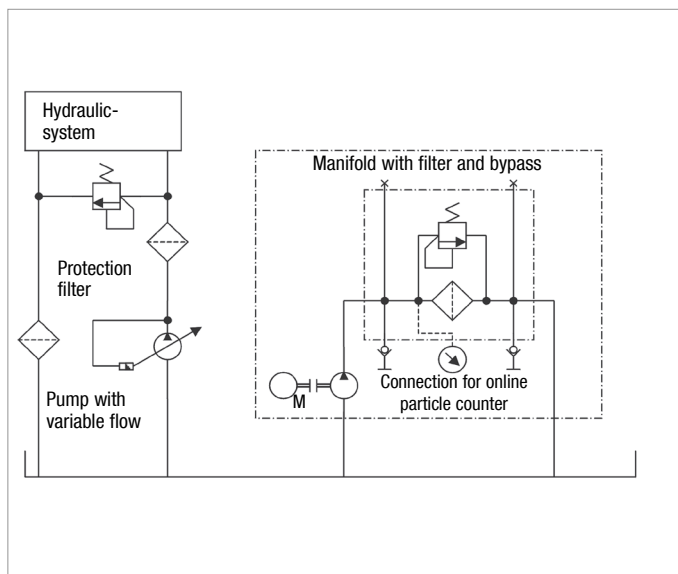 Hydraulic-
system
Manifold with filter and bypass
Protection
filter
Pump with
variable flow
M
Connection for online
particle counter